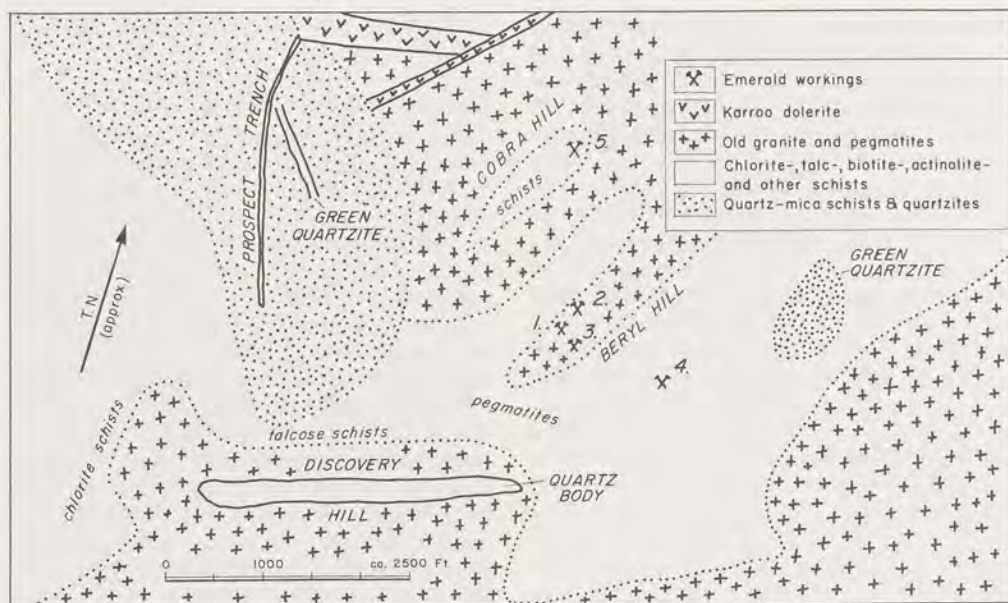 PROSPECT TRENCH
GREEN
QUARTZITE
COBRA HILL
schists
5.
Emerald workings
Karroo dolerite
Old granite and pegmatites
Chlorite-, talc-, biotite-, actinalite-
and other schists
Quartz-mica schists & quartzites
T.N.
(approx.)
GREEN
QUARTZITE
1.
2.
3.
BERYL HILL
4.
pegmatites
chlorite schists
talcose schists
DISCOVERY
HILL
QUARTZ
BODY
0 1000 ca. 2500 Ft